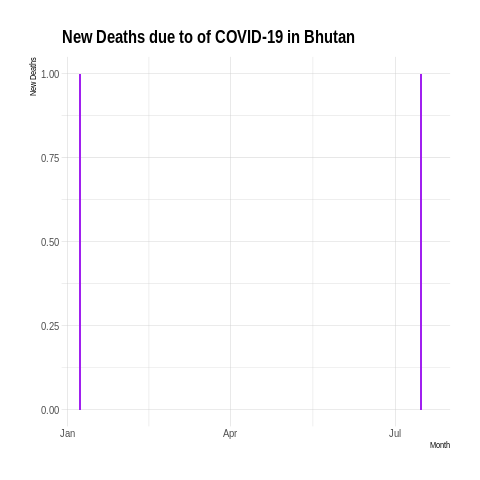 New Deaths due to of COVID-19 in Bhutan
New Deaths
1.00
0.75
0.50
0.25
0.00
Jan
Apr
Jul
Month